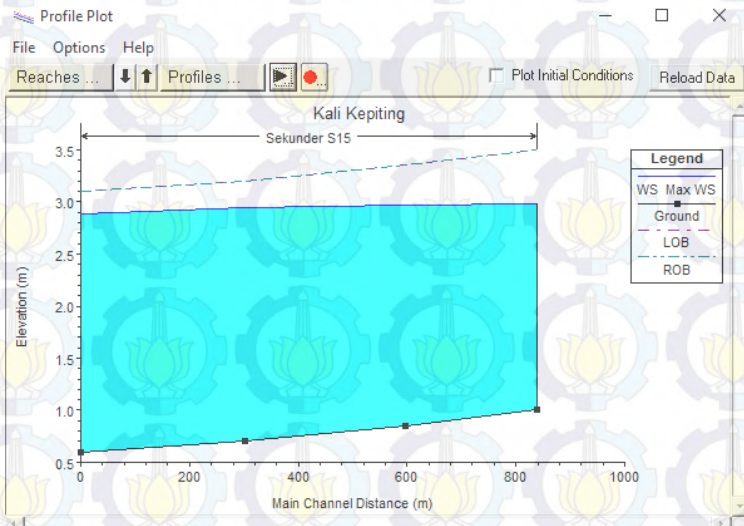 Profile Plot
File Options Help
Reaches ... Profiles ... ... Plot Initial Conditions Reload Data
Kali Kepiting
Sekunder S15
Elevation (m)
3.5
3.0
2.5
2.0
1.5
1.0
0.5
0 200 400 600 800 1000
Main Channel Distance (m)
Legend
WS Max WS
Ground
LOB
ROB